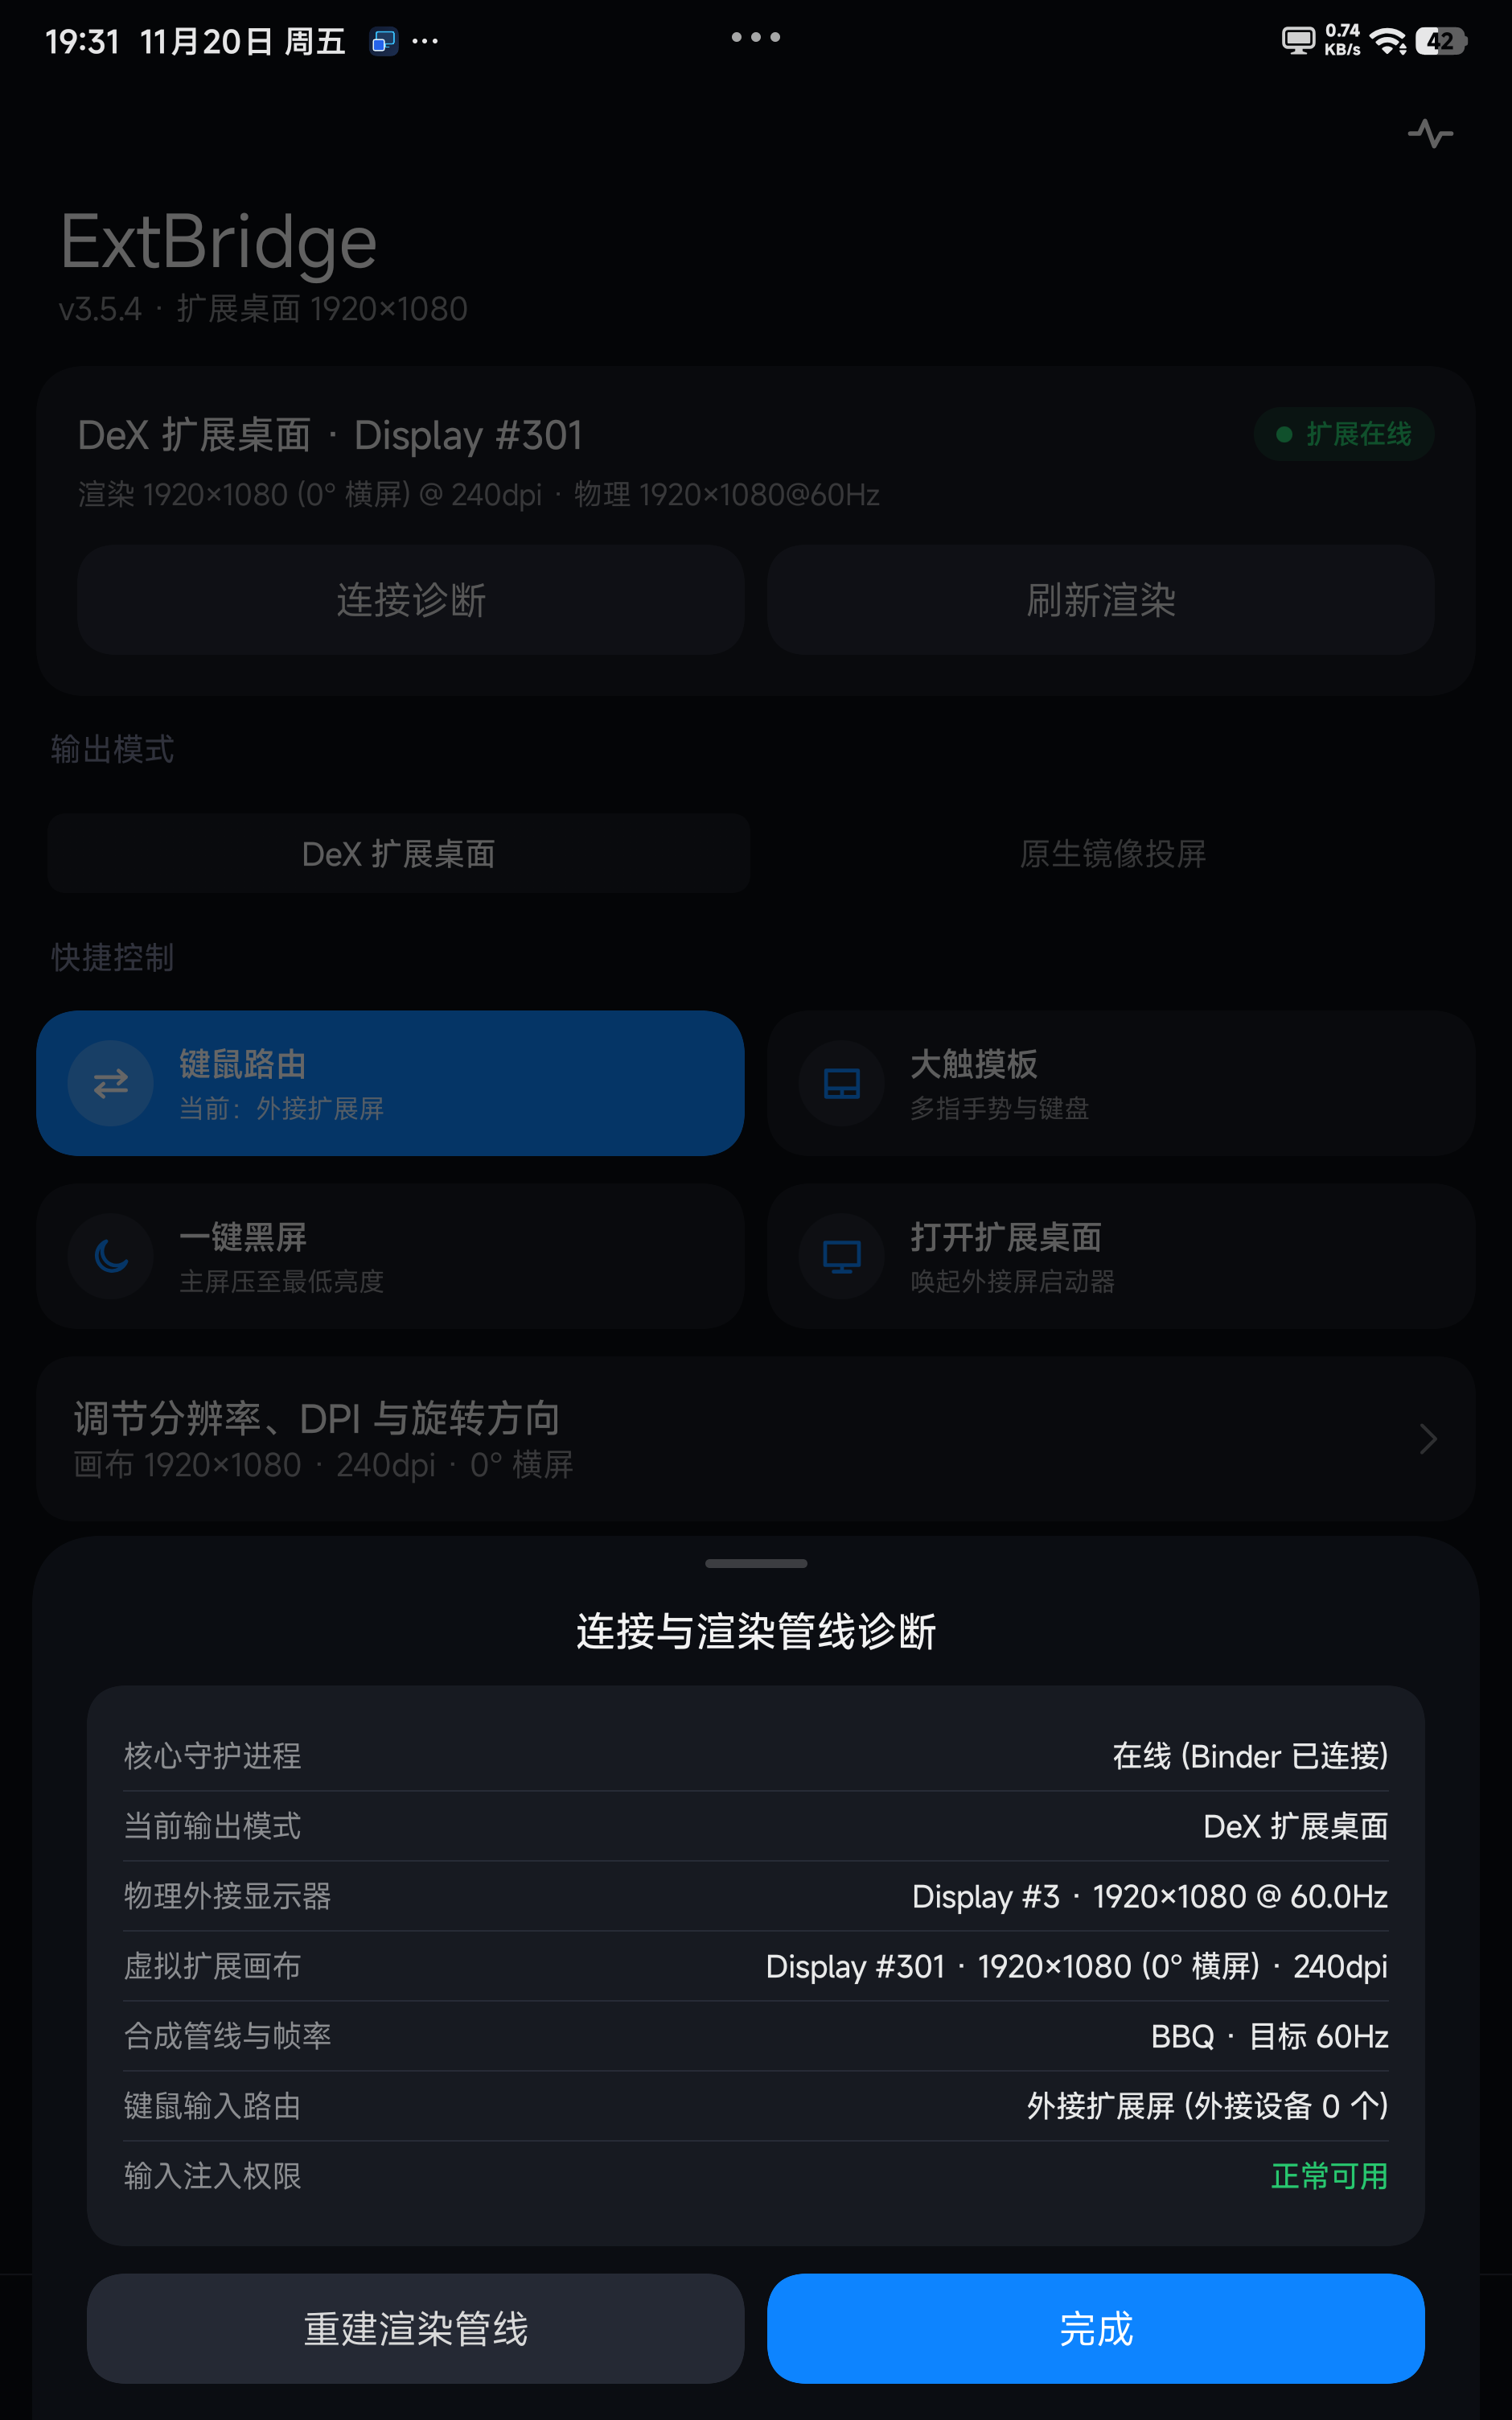 19:31 11月20日 周五 ···
0.74 KB/s 42
ExtBridge
v3.5.4 · 扩展桌面 1920×1080
DeX 扩展桌面 · Display #301
扩展在线
渲染 1920×1080 (0° 横屏) @ 240dpi · 物理 1920×1080@60Hz
连接诊断
刷新渲染
输出模式
DeX 扩展桌面
原生镜像投屏
快捷控制
键鼠路由
当前：外接扩展屏
大触摸板
多指手势与键盘
一键黑屏
主屏压至最低亮度
打开扩展桌面
唤起外接屏启动器
调节分辨率、DPI 与旋转方向
画布 1920×1080 · 240dpi · 0° 横屏
连接与渲染管线诊断
核心守护进程 在线 (Binder 已连接)
当前输出模式 DeX 扩展桌面
物理外接显示器 Display #3 · 1920×1080 @ 60.0Hz
虚拟扩展画布 Display #301 · 1920×1080 (0° 横屏) · 240dpi
合成管线与帧率 BBQ · 目标 60Hz
键鼠输入路由 外接扩展屏 (外接设备 0 个)
输入注入权限 正常可用
重建渲染管线
完成